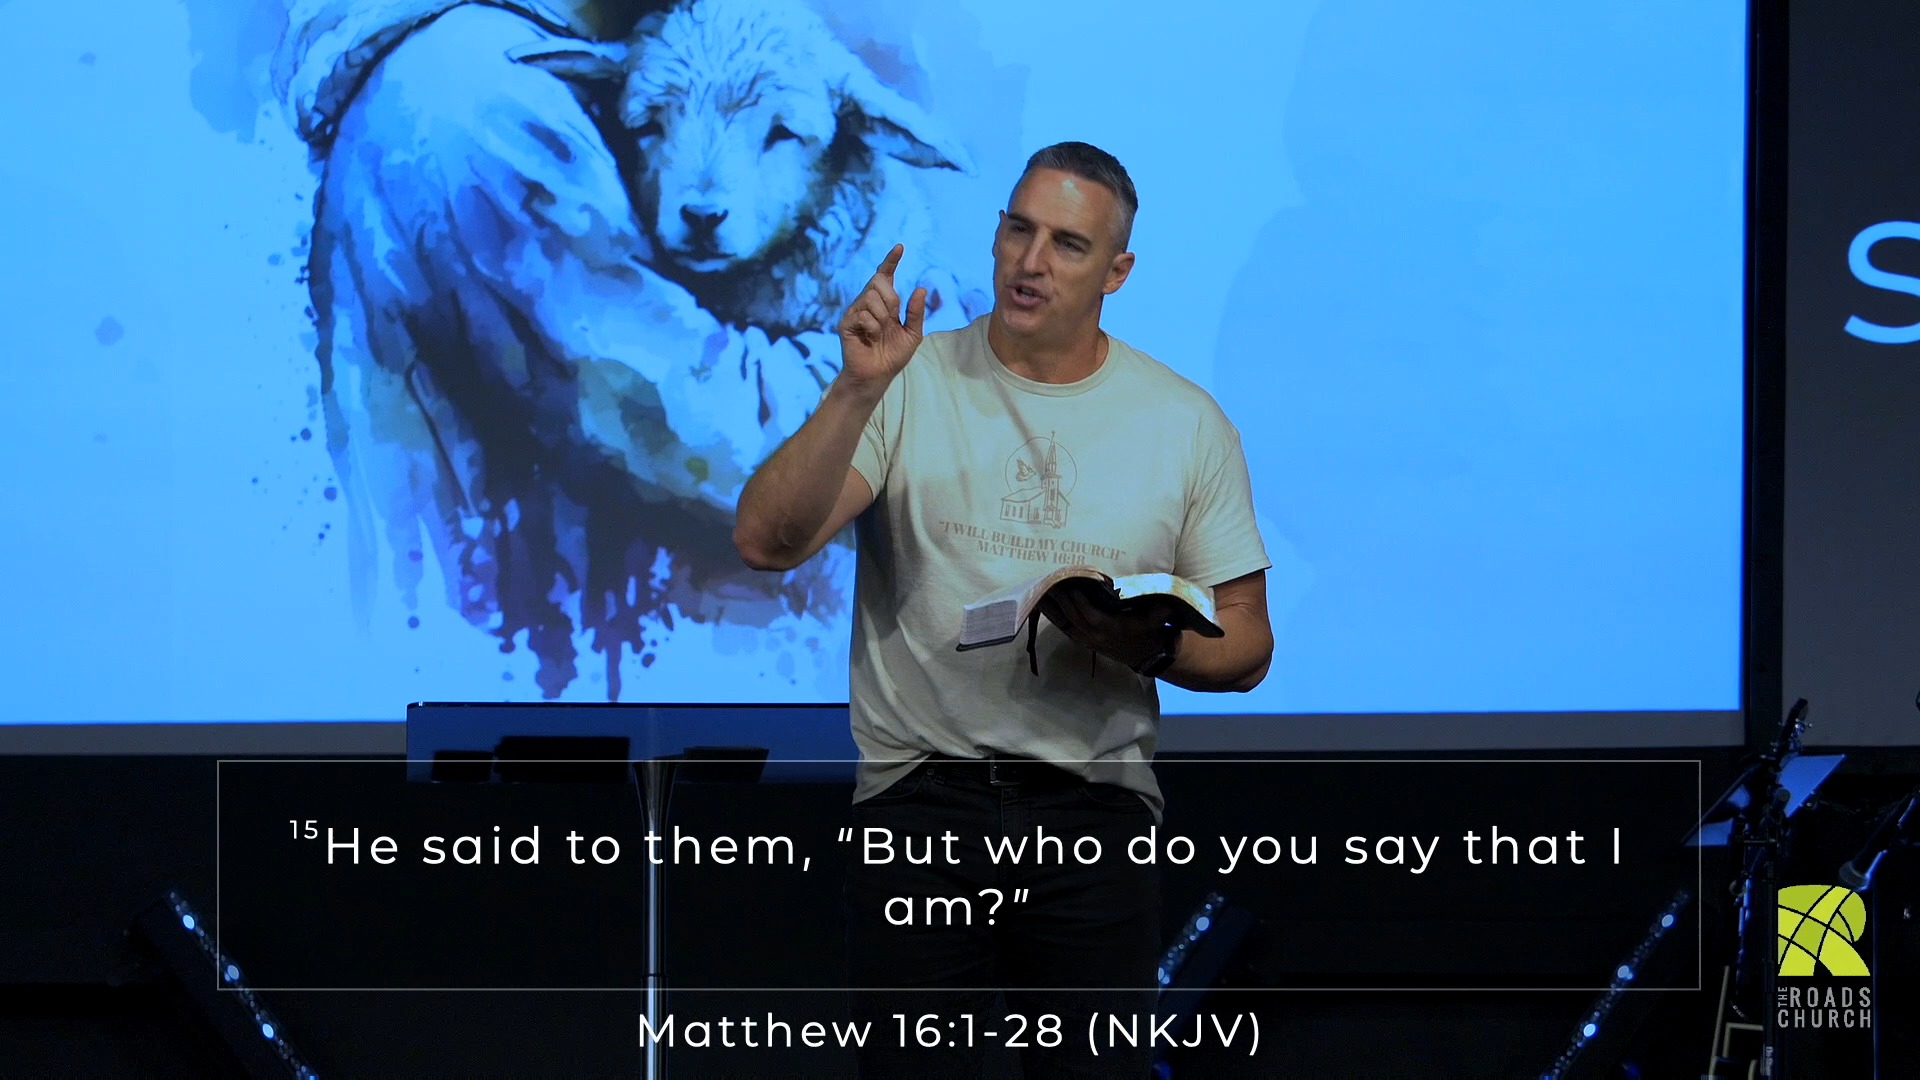 S
"I WILL BUILD MY CHURCH"
MATTHEW 16:18
15He said to them, “But who do you say that I
am?”
Matthew 16:1-28 (NKJV)
THE ROADS
CHURCH